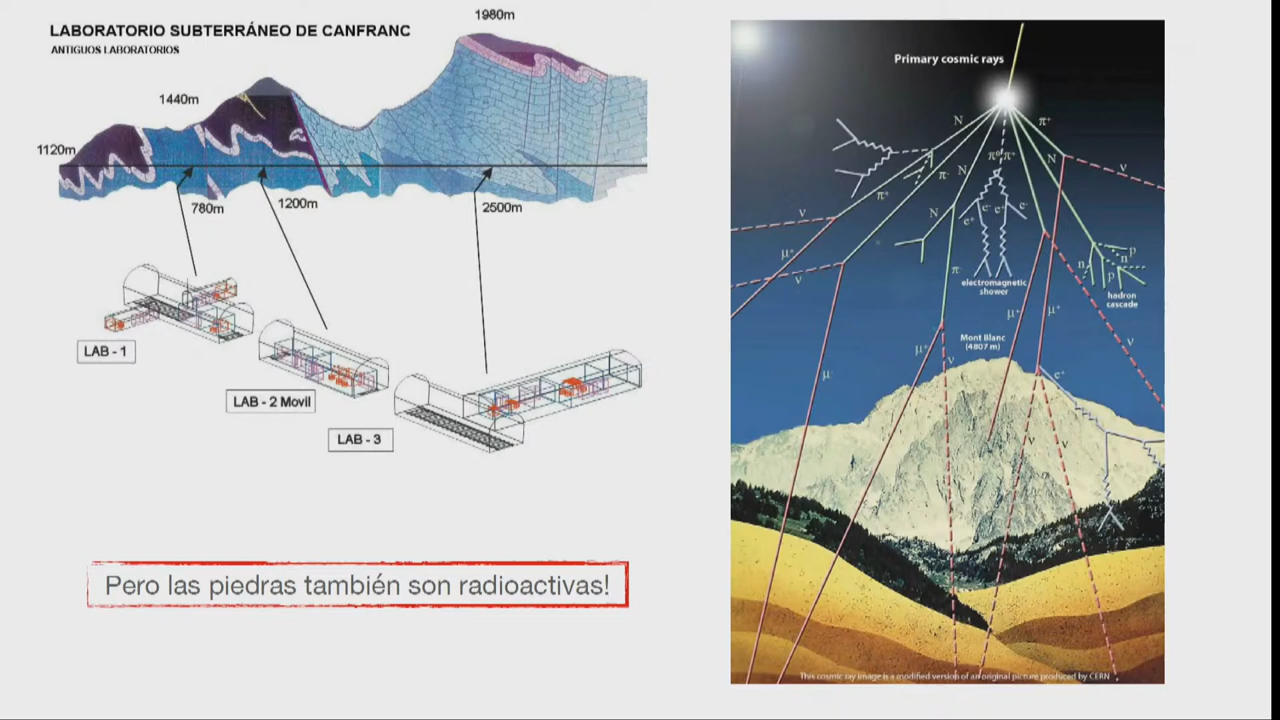 LABORATORIO SUBTERRÁNEO DE CANFRANC
ANTIGUOS LABORATORIOS
1980m
1440m
1120m
780m
1200m
2500m
LAB - 1
LAB - 2 Movil
LAB - 3
Pero las piedras también son radioactivas!
Primary cosmic rays
N
π+
π⁰
π+
N
ν
N
π-
π+
N
e-
e-
e+
e+
ν
μ+
ν
π-
p
n
n
p
electromagnetic
shower
hadron
cascade
μ+
μ+
Mont Blanc
(4807 m)
μ+
ν
ν
μ-
e+
ν
ν
This cosmic ray image is a modified version of an original picture produced by CERN